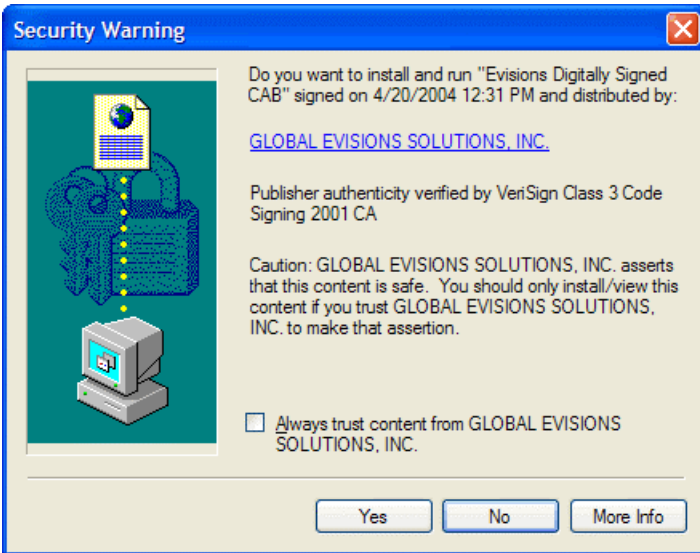 Security Warning
Do you want to install and run "Evisions Digitally Signed
CAB" signed on 4/20/2004 12:31 PM and distributed by:
GLOBAL EVISIONS SOLUTIONS, INC.
Publisher authenticity verified by VeriSign Class 3 Code
Signing 2001 CA
Caution: GLOBAL EVISIONS SOLUTIONS, INC. asserts
that this content is safe. You should only install/view this
content if you trust GLOBAL EVISIONS SOLUTIONS,
INC. to make that assertion.
Always trust content from GLOBAL EVISIONS
SOLUTIONS, INC.
Yes
No
More Info